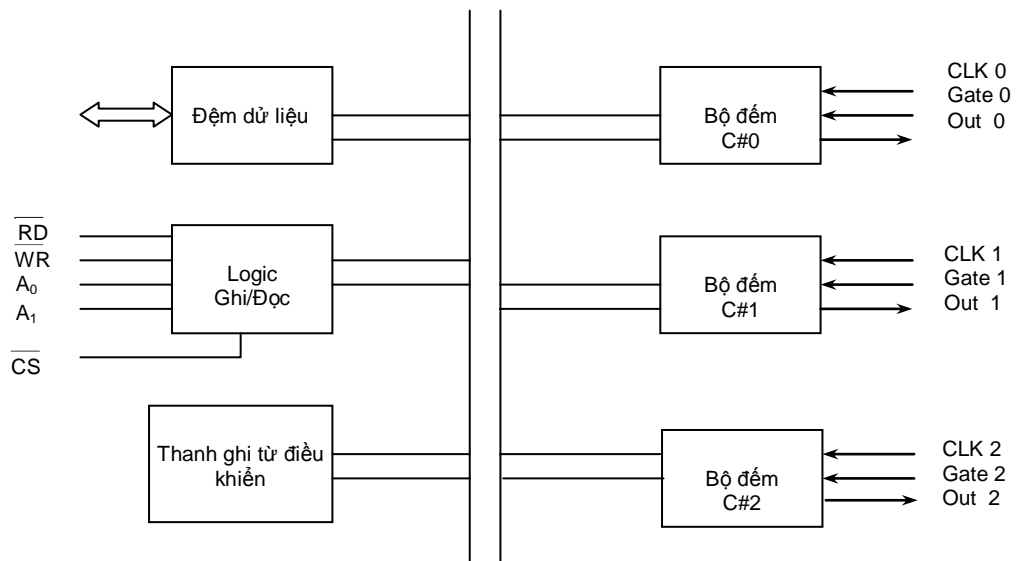 Đệm dử liệu
Bộ đếm
C#0
CLK 0
Gate 0
Out 0
RD
WR
A₀
A₁
CS
Logic
Ghi/Đọc
Bộ đếm
C#1
CLK 1
Gate 1
Out 1
Thanh ghi từ điều
khiển
Bộ đếm
C#2
CLK 2
Gate 2
Out 2